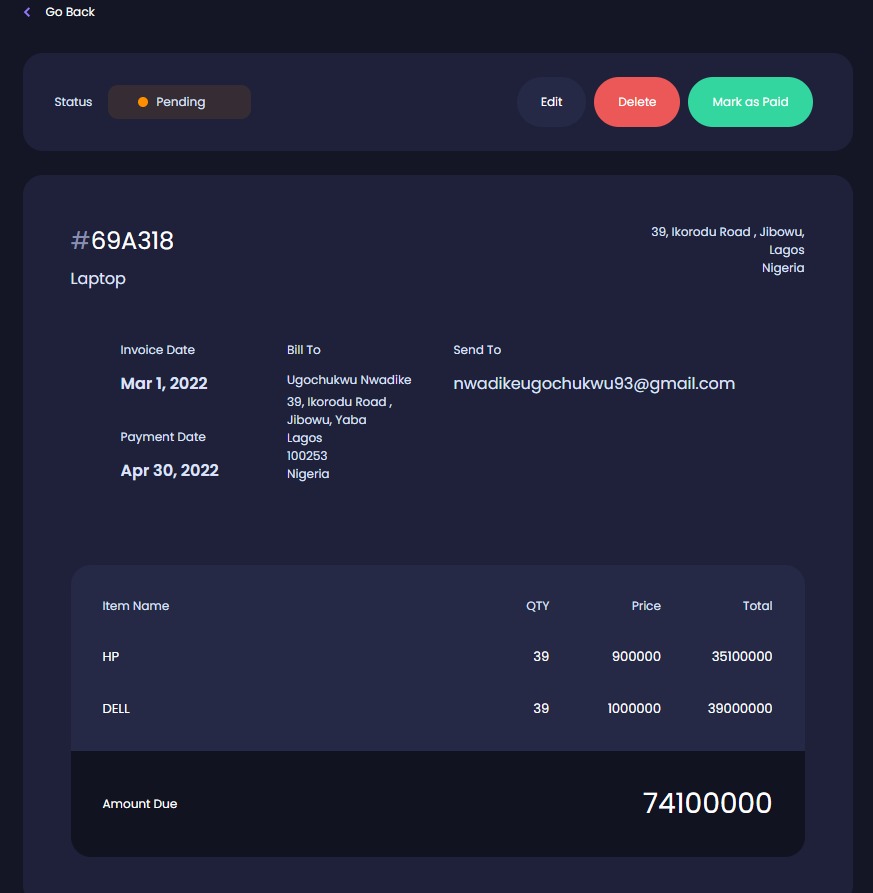 Go Back
Status
Pending
Edit
Delete
Mark as Paid
#69A318
Laptop
39, Ikorodu Road , Jibowu,
Lagos
Nigeria
Invoice Date
Mar 1, 2022
Payment Date
Apr 30, 2022
Bill To
Ugochukwu Nwadike
39, Ikorodu Road ,
Jibowu, Yaba
Lagos
100253
Nigeria
Send To
nwadikeugochukwu93@gmail.com
Item Name QTY Price Total
HP 39 900000 35100000
DELL 39 1000000 39000000
Amount Due 74100000